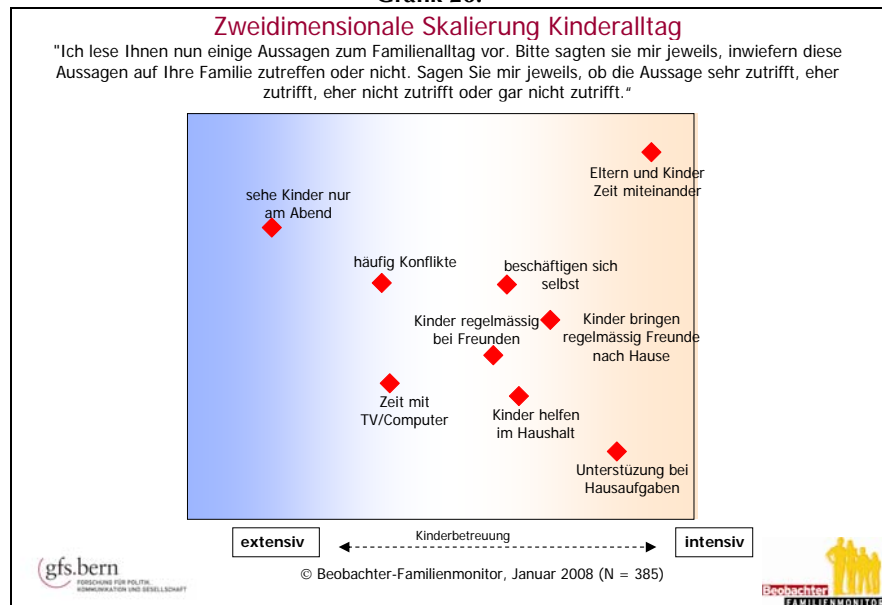 Zweidimensionale Skalierung Kinderalltag
"Ich lese Ihnen nun einige Aussagen zum Familienalltag vor. Bitte sagten sie mir jeweils, inwiefern diese
Aussagen auf Ihre Familie zutreffen oder nicht. Sagen Sie mir jeweils, ob die Aussage sehr zutrifft, eher
zutrifft, eher nicht zutrifft oder gar nicht zutrifft.“
Eltern und Kinder
Zeit miteinander
sehe Kinder nur
am Abend
häufig Konflikte
beschäftigen sich
selbst
Kinder regelmässig
bei Freunden
Kinder bringen
regelmässig Freunde
nach Hause
Zeit mit
TV/Computer
Kinder helfen
im Haushalt
Unterstüzung bei
Hausaufgaben
extensiv
Kinderbetreuung
intensiv
gfs.bern
FORSCHUNG FÜR POLITIK,
KOMMUNIKATION UND GESELLSCHAFT
© Beobachter-Familienmonitor, Januar 2008 (N = 385)
Beobachter
FAMILIENMONITOR